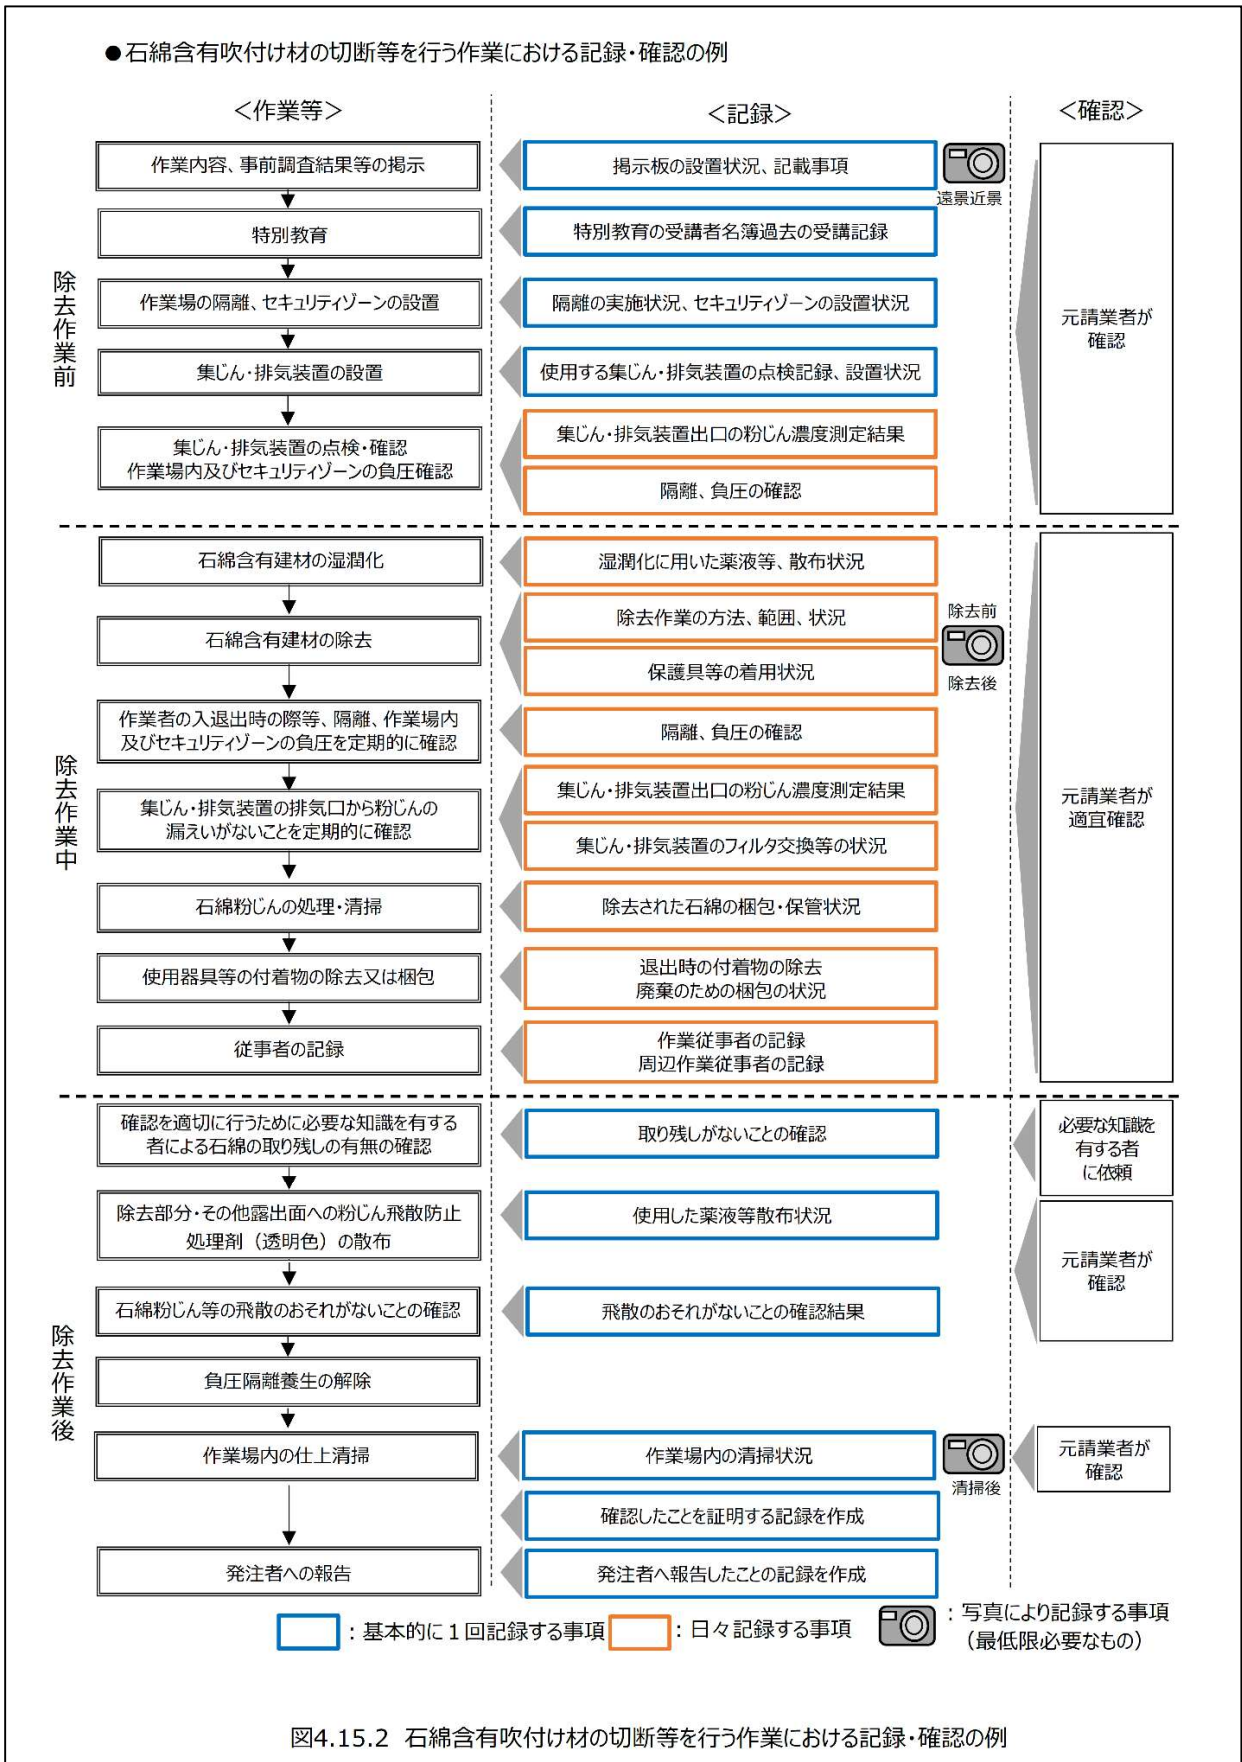 ●石綿含有吹付け材の切断等を行う作業における記録・確認の例
＜作業等＞
＜記録＞
＜確認＞
除去作業前
作業内容、事前調査結果等の掲示
掲示板の設置状況、記載事項
遠景近景
特別教育
特別教育の受講者名簿過去の受講記録
作業場の隔離、セキュリティゾーンの設置
隔離の実施状況、セキュリティゾーンの設置状況
元請業者が
確認
集じん・排気装置の設置
使用する集じん・排気装置の点検記録、設置状況
集じん・排気装置の点検・確認
作業場内及びセキュリティゾーンの負圧確認
集じん・排気装置出口の粉じん濃度測定結果
隔離、負圧の確認
除去作業中
石綿含有建材の湿潤化
湿潤化に用いた薬液等、散布状況
石綿含有建材の除去
除去作業の方法、範囲、状況
保護具等の着用状況
除去前
除去後
作業者の入退出時の際等、隔離、作業場内
及びセキュリティゾーンの負圧を定期的に確認
隔離、負圧の確認
集じん・排気装置の排気口から粉じんの
漏えいがないことを定期的に確認
集じん・排気装置出口の粉じん濃度測定結果
集じん・排気装置のフィルタ交換等の状況
元請業者が
適宜確認
石綿粉じんの処理・清掃
除去された石綿の梱包・保管状況
使用器具等の付着物の除去又は梱包
退出時の付着物の除去
廃棄のための梱包の状況
従事者の記録
作業従事者の記録
周辺作業従事者の記録
除去作業後
確認を適切に行うために必要な知識を有する
者による石綿の取り残しの有無の確認
取り残しがないことの確認
必要な知識を
有する者
に依頼
除去部分・その他露出面への粉じん飛散防止
処理剤（透明色）の散布
使用した薬液等散布状況
元請業者が
確認
石綿粉じん等の飛散のおそれがないことの確認
飛散のおそれがないことの確認結果
負圧隔離養生の解除
作業場内の仕上清掃
作業場内の清掃状況
清掃後
元請業者が
確認
確認したことを証明する記録を作成
発注者への報告
発注者へ報告したことの記録を作成
：基本的に１回記録する事項
：日々記録する事項
：写真により記録する事項
（最低限必要なもの）
図4.15.2 石綿含有吹付け材の切断等を行う作業における記録・確認の例